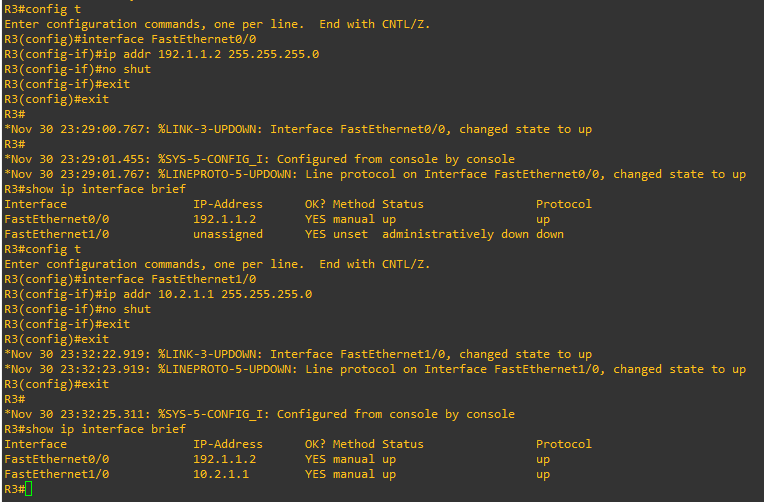 R3#config t
Enter configuration commands, one per line.  End with CNTL/Z.
R3(config)#interface FastEthernet0/0
R3(config-if)#ip addr 192.1.1.2 255.255.255.0
R3(config-if)#no shut
R3(config-if)#exit
R3(config)#exit
R3#
*Nov 30 23:29:00.767: %LINK-3-UPDOWN: Interface FastEthernet0/0, changed state to up
R3#
*Nov 30 23:29:01.455: %SYS-5-CONFIG_I: Configured from console by console
*Nov 30 23:29:01.767: %LINEPROTO-5-UPDOWN: Line protocol on Interface FastEthernet0/0, changed state to up
R3#show ip interface brief
Interface                  IP-Address      OK? Method Status                Protocol
FastEthernet0/0            192.1.1.2       YES manual up                    up
FastEthernet1/0            unassigned      YES unset  administratively down down
R3#config t
Enter configuration commands, one per line.  End with CNTL/Z.
R3(config)#interface FastEthernet1/0
R3(config-if)#ip addr 10.2.1.1 255.255.255.0
R3(config-if)#no shut
R3(config-if)#exit
R3(config)#exit
*Nov 30 23:32:22.919: %LINK-3-UPDOWN: Interface FastEthernet1/0, changed state to up
*Nov 30 23:32:23.919: %LINEPROTO-5-UPDOWN: Line protocol on Interface FastEthernet1/0, changed state to up
R3(config)#exit
R3#
*Nov 30 23:32:25.311: %SYS-5-CONFIG_I: Configured from console by console
R3#show ip interface brief
Interface                  IP-Address      OK? Method Status                Protocol
FastEthernet0/0            192.1.1.2       YES manual up                    up
FastEthernet1/0            10.2.1.1        YES manual up                    up
R3#